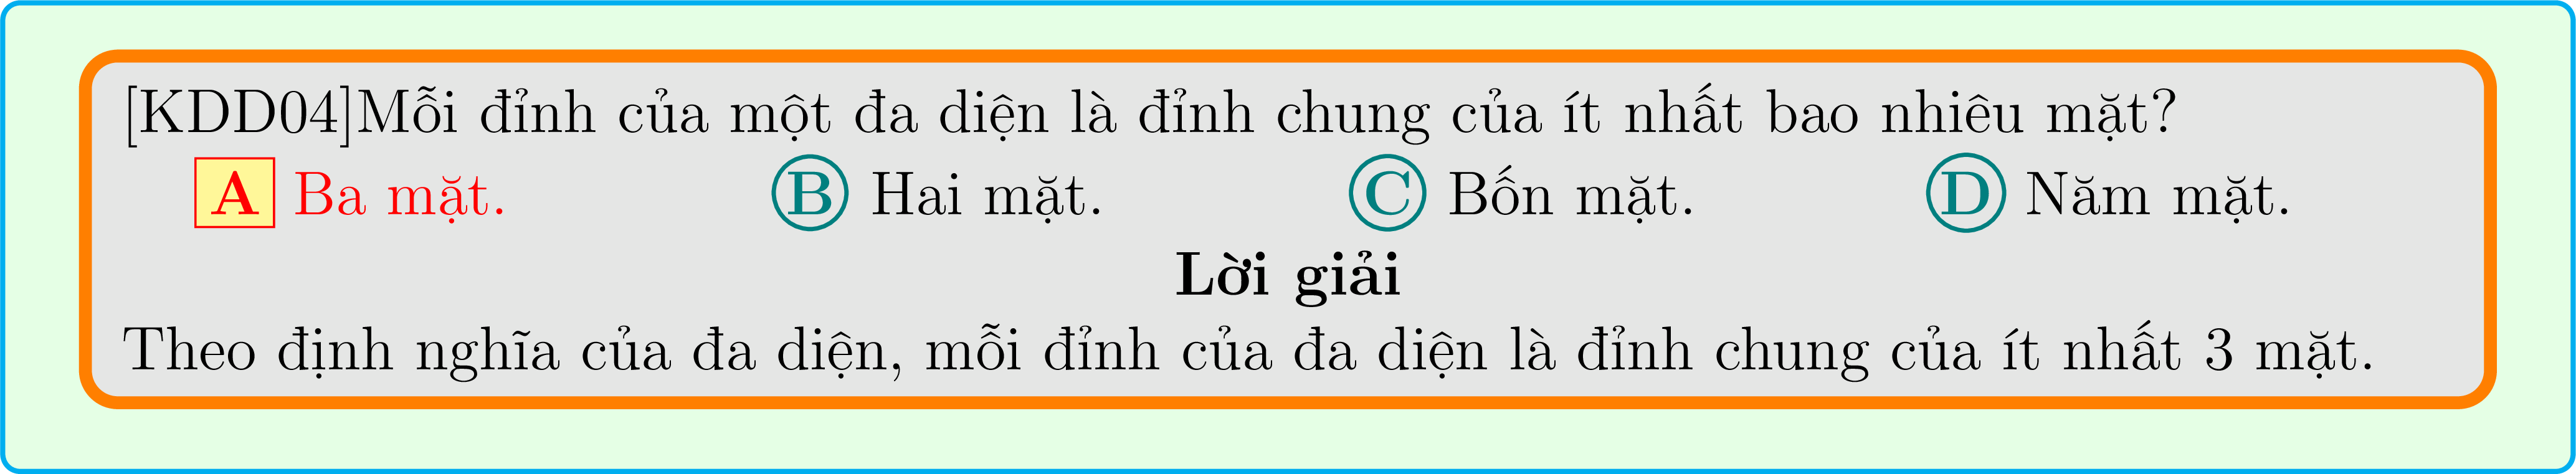 [KDD04]Mỗi đỉnh của một đa diện là đỉnh chung của ít nhất bao nhiêu mặt?
A Ba mặt. B Hai mặt. C Bốn mặt. D Năm mặt.
Lời giải
Theo định nghĩa của đa diện, mỗi đỉnh của đa diện là đỉnh chung của ít nhất 3 mặt.